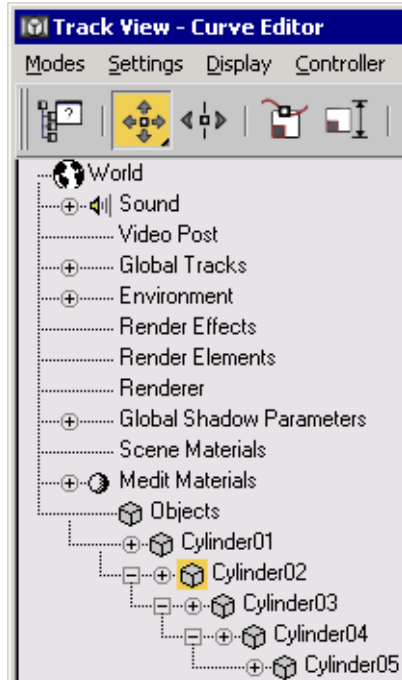 Track View - Curve Editor
Modes Settings Display Controller
World
Sound
Video Post
Global Tracks
Environment
Render Effects
Render Elements
Renderer
Global Shadow Parameters
Scene Materials
Medit Materials
Objects
Cylinder01
Cylinder02
Cylinder03
Cylinder04
Cylinder05